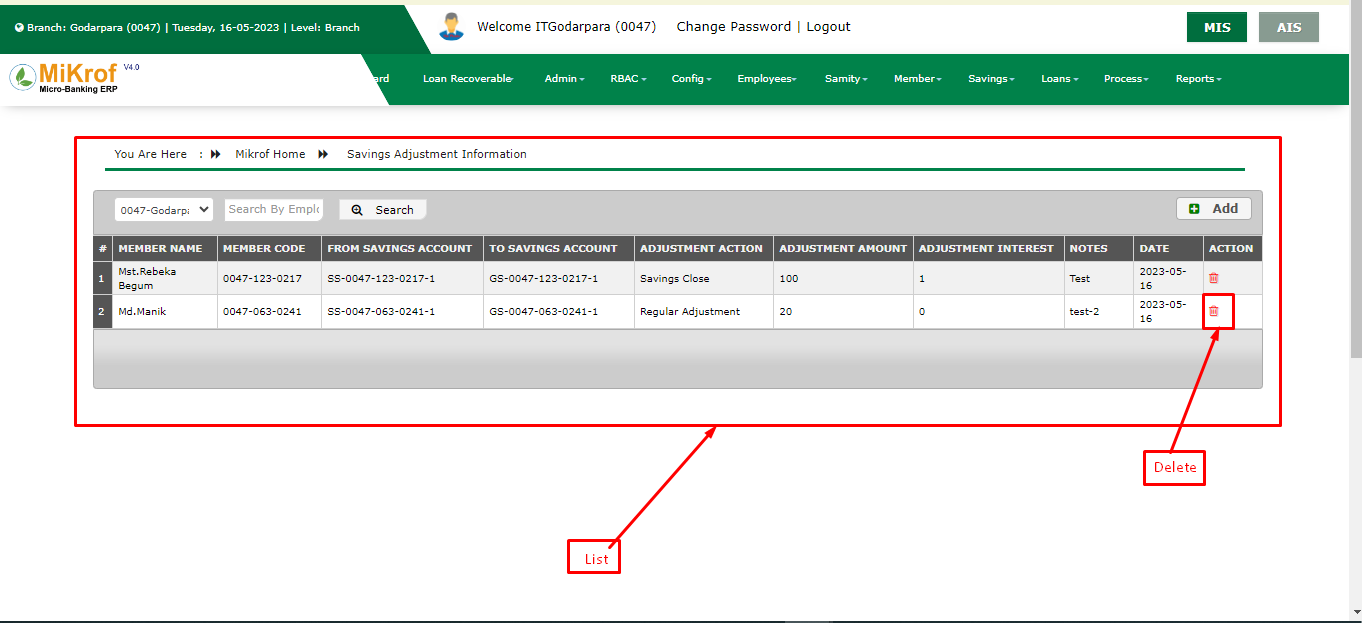 Branch: Godarpara (0047) | Tuesday, 16-05-2023 | Level: Branch
Welcome ITGodarpara (0047) Change Password | Logout
MIS AIS
MiKrof V4.0
Micro-Banking ERP
ard Loan Recoverable Admin RBAC Config Employees Samity Member Savings Loans Process Reports
You Are Here : Mikrof Home Savings Adjustment Information
0047-Godarpa Search By Emplo Search Add
# MEMBER NAME MEMBER CODE FROM SAVINGS ACCOUNT TO SAVINGS ACCOUNT ADJUSTMENT ACTION ADJUSTMENT AMOUNT ADJUSTMENT INTEREST NOTES DATE ACTION
1 Mst.Rebeka Begum 0047-123-0217 SS-0047-123-0217-1 GS-0047-123-0217-1 Savings Close 100 1 Test 2023-05-16
2 Md.Manik 0047-063-0241 SS-0047-063-0241-1 GS-0047-063-0241-1 Regular Adjustment 20 0 test-2 2023-05-16
Delete
List